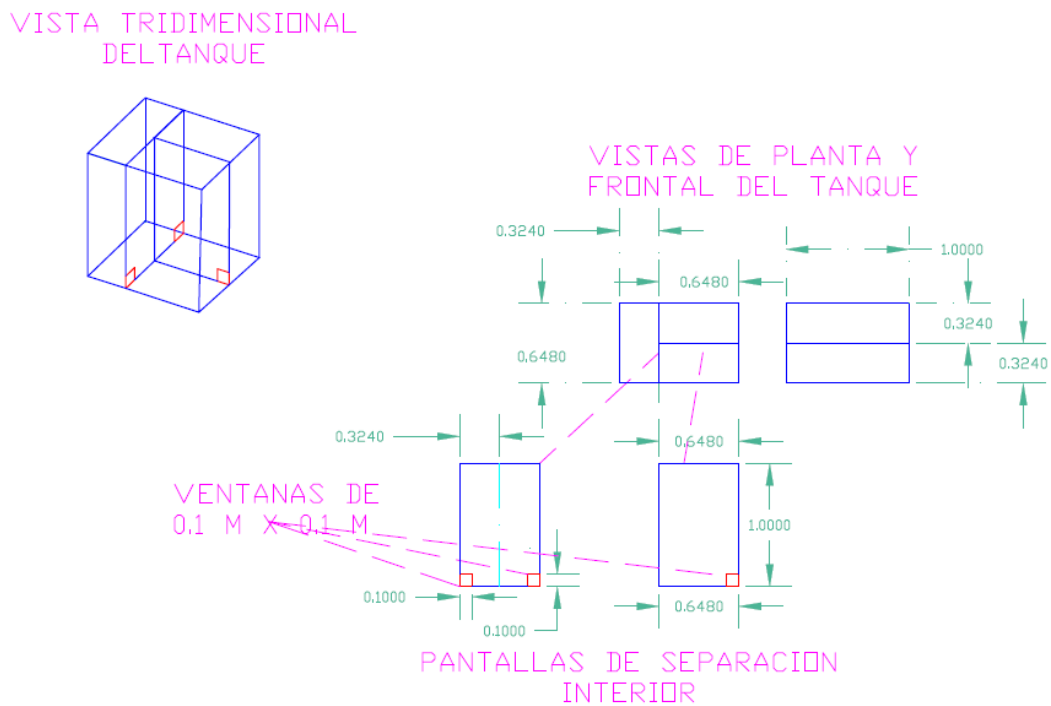 VISTA TRIDIMENSIONAL
DELTANQUE
VISTAS DE PLANTA Y
FRONTAL DEL TANQUE
0.3240
1.0000
0.6480
0.3240
0.6480
0.3240
0.3240
0.6480
VENTANAS DE
0.1 M X 0.1 M
1.0000
0.1000
0.6480
0.1000
PANTALLAS DE SEPARACION
INTERIOR